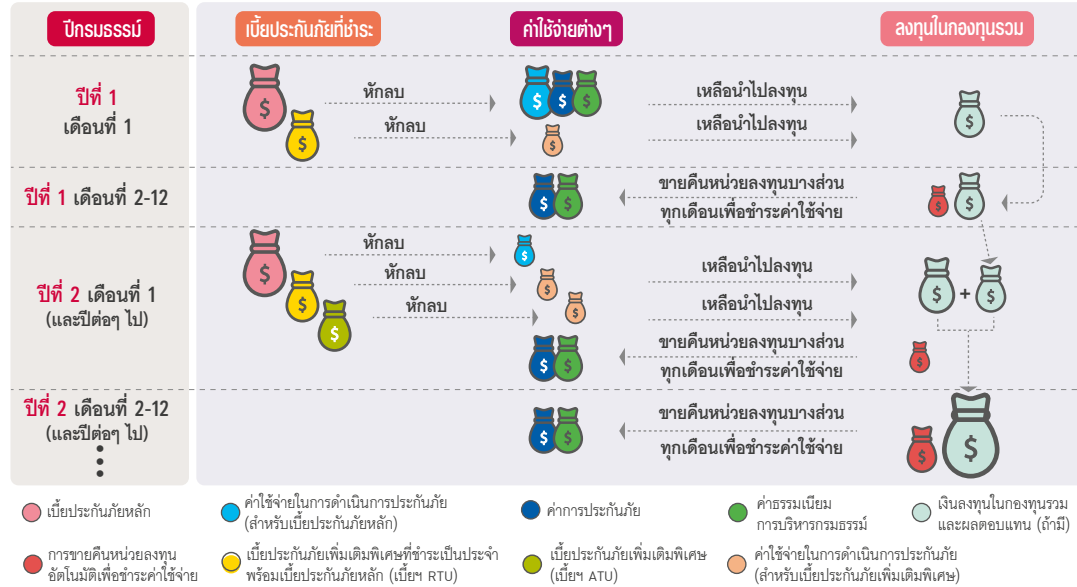 ปีกรมธรรม์
เบี้ยประกันภัยที่ชำระ
ค่าใช้จ่ายต่างๆ
ลงทุนในกองทุนรวม
ปีที่ 1
เดือนที่ 1
$
$
หักลบ
หักลบ
$ $ $
$
เหลือนำไปลงทุน
เหลือนำไปลงทุน
$
ปีที่ 1 เดือนที่ 2-12
$ $
ขายคืนหน่วยลงทุนบางส่วน
ทุกเดือนเพื่อชำระค่าใช้จ่าย
$ $
ปีที่ 2 เดือนที่ 1
(และปีต่อๆ ไป)
$
$
$
หักลบ
หักลบ
หักลบ
$
$
$
$ $
เหลือนำไปลงทุน
เหลือนำไปลงทุน
ขายคืนหน่วยลงทุนบางส่วน
ทุกเดือนเพื่อชำระค่าใช้จ่าย
$ + $
$
ปีที่ 2 เดือนที่ 2-12
(และปีต่อๆ ไป)
$ $
ขายคืนหน่วยลงทุนบางส่วน
ทุกเดือนเพื่อชำระค่าใช้จ่าย
$ $
เบี้ยประกันภัยหลัก
ค่าใช้จ่ายในการดำเนินการประกันภัย
(สำหรับเบี้ยประกันภัยหลัก)
ค่าการประกันภัย
ค่าธรรมเนียม
การบริหารกรมธรรม์
เงินลงทุนในกองทุนรวม
และผลตอบแทน (ถ้ามี)
การขายคืนหน่วยลงทุน
อัตโนมัติเพื่อชำระค่าใช้จ่าย
เบี้ยประกันภัยเพิ่มเติมพิเศษที่ชำระเป็นประจำ
พร้อมเบี้ยประกันภัยหลัก (เบี้ยฯ RTU)
เบี้ยประกันภัยเพิ่มเติมพิเศษ
(เบี้ยฯ ATU)
ค่าใช้จ่ายในการดำเนินการประกันภัย
(สำหรับเบี้ยประกันภัยเพิ่มเติมพิเศษ)